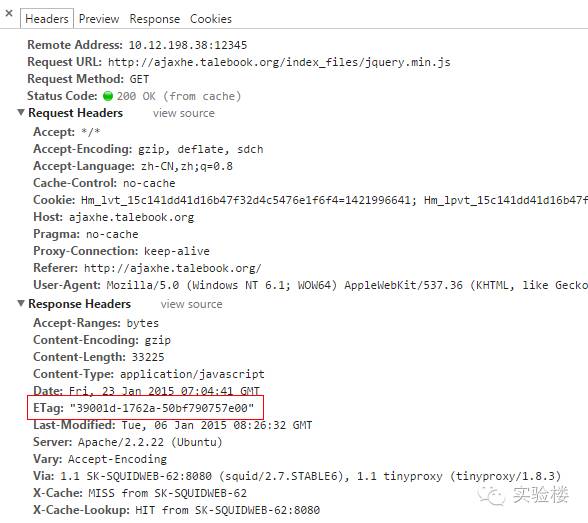 × Headers Preview Response Cookies
Remote Address: 10.12.198.38:12345
Request URL: http://ajaxhe.talebook.org/index_files/jquery.min.js
Request Method: GET
Status Code: 200 OK (from cache)
▼ Request Headers view source
Accept: */*
Accept-Encoding: gzip, deflate, sdch
Accept-Language: zh-CN,zh;q=0.8
Cache-Control: no-cache
Cookie: Hm_lvt_15c141dd41d16b47f32d4c5476e1f6f4=1421996641; Hm_lpvt_15c141dd41d16b47f
Host: ajaxhe.talebook.org
Pragma: no-cache
Proxy-Connection: keep-alive
Referer: http://ajaxhe.talebook.org/
User-Agent: Mozilla/5.0 (Windows NT 6.1; WOW64) AppleWebKit/537.36 (KHTML, like Gecko
▼ Response Headers view source
Accept-Ranges: bytes
Content-Encoding: gzip
Content-Length: 33225
Content-Type: application/javascript
Date: Fri, 23 Jan 2015 07:04:41 GMT
ETag: "39001d-1762a-50bf790757e00"
Last-Modified: Tue, 06 Jan 2015 08:26:32 GMT
Server: Apache/2.2.22 (Ubuntu)
Vary: Accept-Encoding
Via: 1.1 SK-SQUIDWEB-62:8080 (squid/2.7.STABLE6), 1.1 tinyproxy (tinyproxy/1.8.3)
X-Cache: MISS from SK-SQUIDWEB-62
X-Cache-Lookup: HIT from SK-SQUIDWEB-62:8080
实验楼